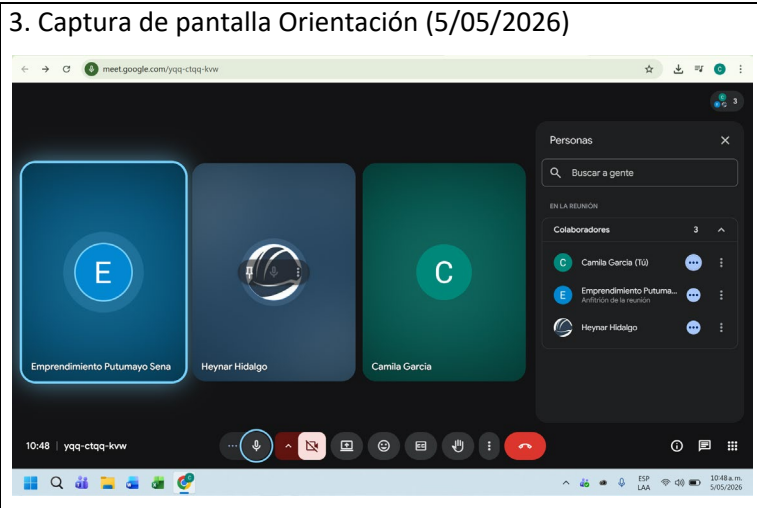 3. Captura de pantalla Orientación (5/05/2026)
meet.google.com/yqq-ctqq-kvw
C
3
Personas
Buscar a gente
EN LA REUNIÓN
Colaboradores 3
C Camila Garcia (Tú)
E Emprendimiento Putuma...
Anfitrión de la reunión
Heynar Hidalgo
E
C
Emprendimiento Putumayo Sena
Heynar Hidalgo
Camila Garcia
10:48 | yqq-ctqq-kvw
ESP
LAA
10:48 a.m.
5/05/2026